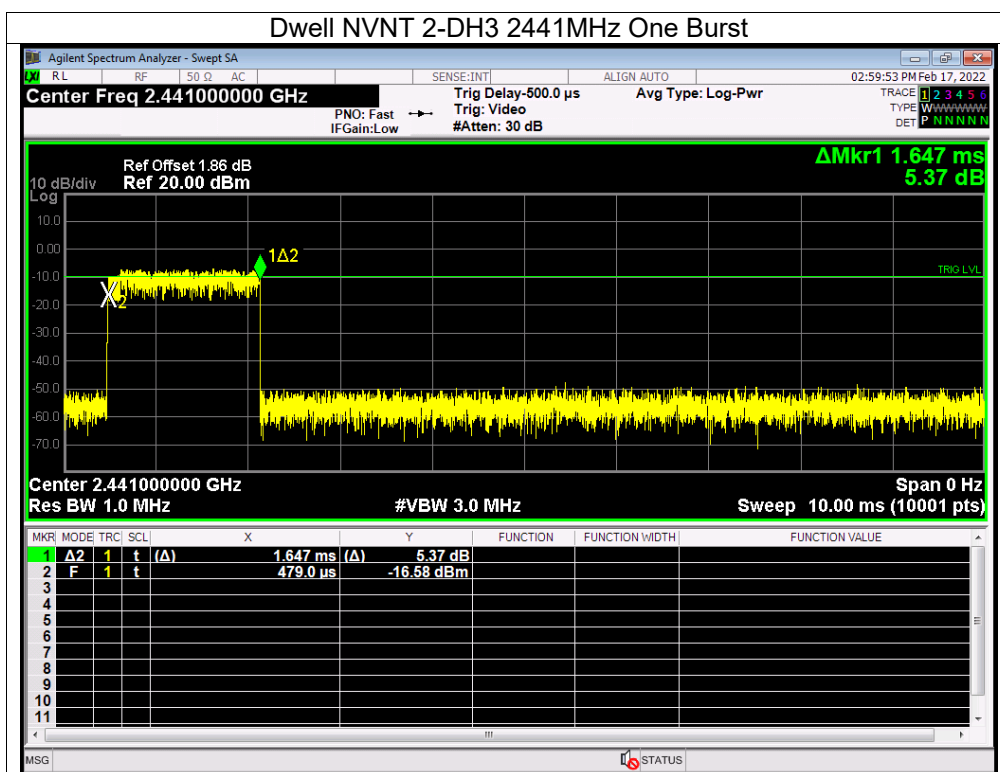 Dwell NVNT 2-DH3 2441MHz One Burst
Agilent Spectrum Analyzer - Swept SA
LXI RL RF 50 Ω AC SENSE:INT ALIGN AUTO 02:59:53 PM Feb 17, 2022
Center Freq 2.441000000 GHz
PNO: Fast
IFGain:Low
Trig Delay-500.0 µs
Trig: Video
#Atten: 30 dB
Avg Type: Log-Pwr
TRACE 1 2 3 4 5 6
TYPE WWWWWW
DET P N N N N N
ΔMkr1 1.647 ms
5.37 dB
Ref Offset 1.86 dB
10 dB/div Ref 20.00 dBm
Log
10.0
0.00
-10.0
-20.0
-30.0
-40.0
-50.0
-60.0
-70.0
1Δ2
TRIG LVL
2
Center 2.441000000 GHz Span 0 Hz
Res BW 1.0 MHz #VBW 3.0 MHz Sweep 10.00 ms (10001 pts)
MKR MODE TRC SCL X Y FUNCTION FUNCTION WIDTH FUNCTION VALUE
1 Δ2 1 t (Δ) 1.647 ms (Δ) 5.37 dB
2 F 1 t 479.0 µs -16.58 dBm
3
4
5
6
7
8
9
10
11
MSG STATUS